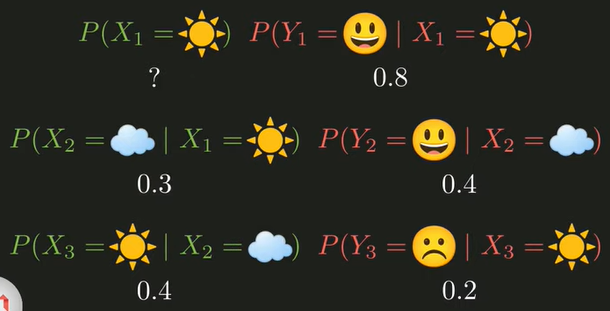 P(X₁ = ☀️) P(Y₁ = 😃 | X₁ = ☀️)
? 0.8
P(X₂ = ☁️ | X₁ = ☀️) P(Y₂ = 😃 | X₂ = ☁️)
0.3 0.4
P(X₃ = ☀️ | X₂ = ☁️) P(Y₃ = ☹️ | X₃ = ☀️)
0.4 0.2